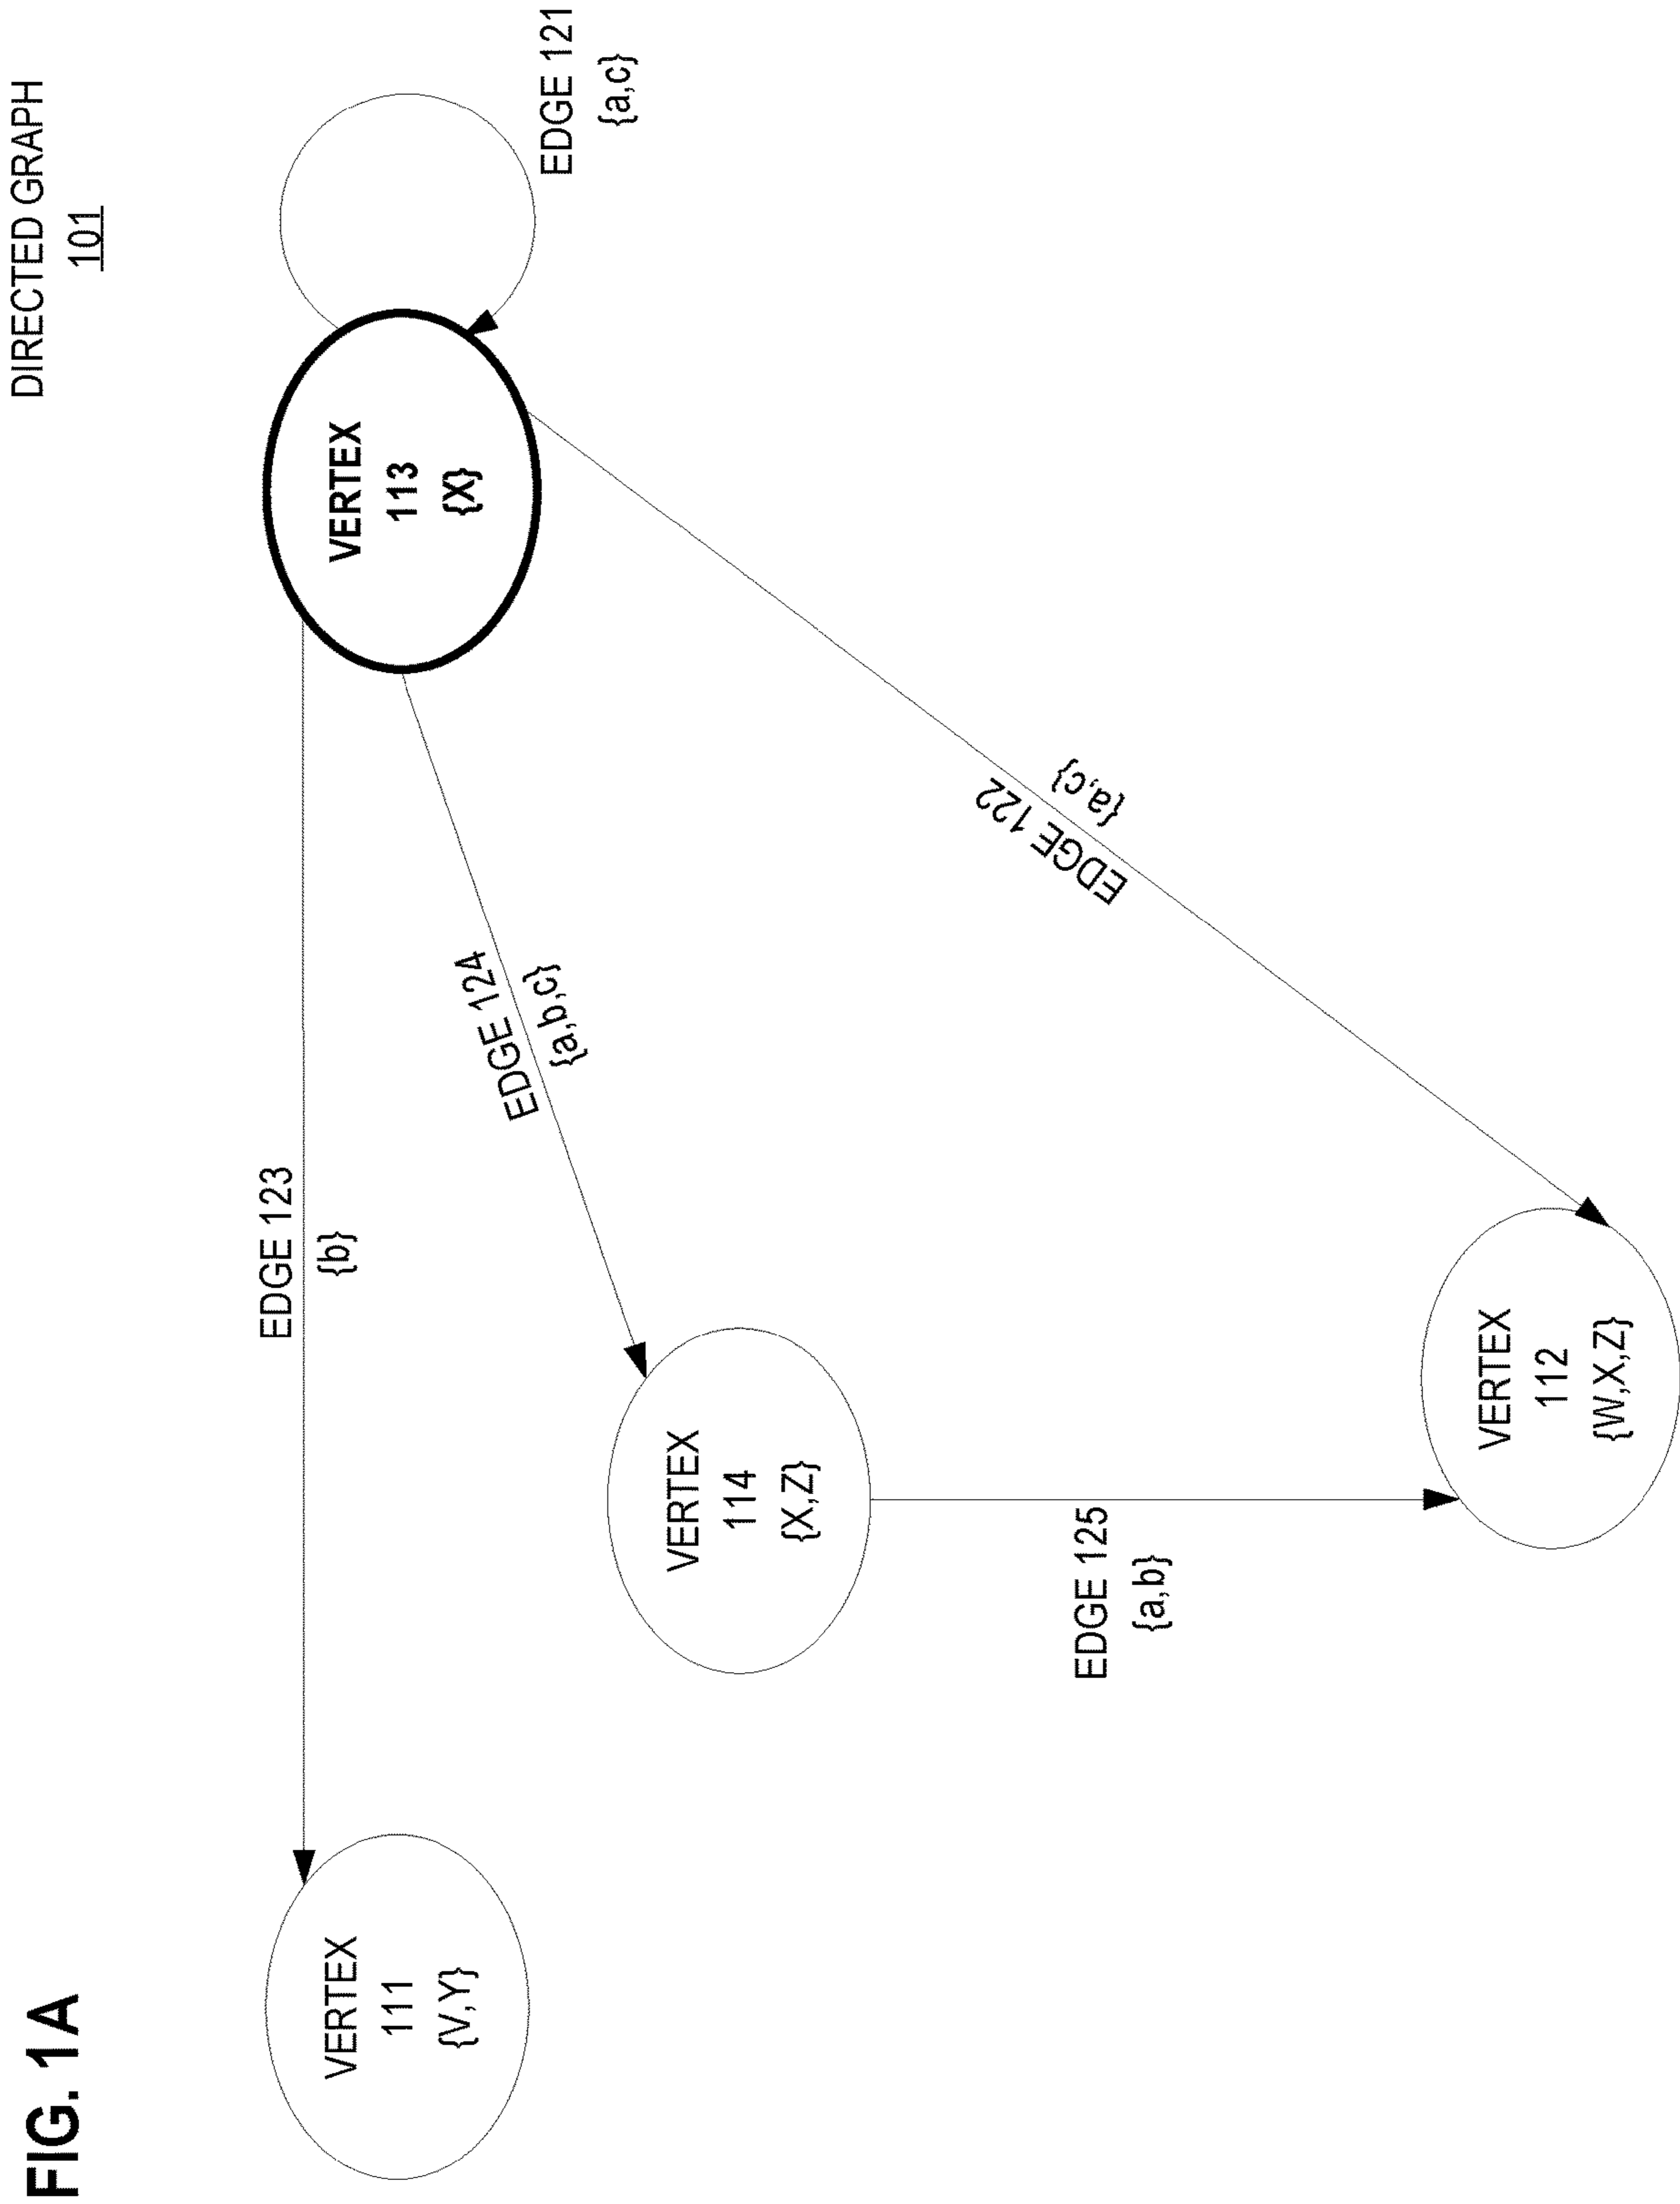 FIG. 1A
DIRECTED GRAPH
101
VERTEX
111
{V,Y}
EDGE 123
{b}
VERTEX
113
{X}
EDGE 121
{a,c}
EDGE 124
{a,b,c}
VERTEX
114
{X,Z}
EDGE 122
{a,c}
EDGE 125
{a,b}
VERTEX
112
{W,X,Z}